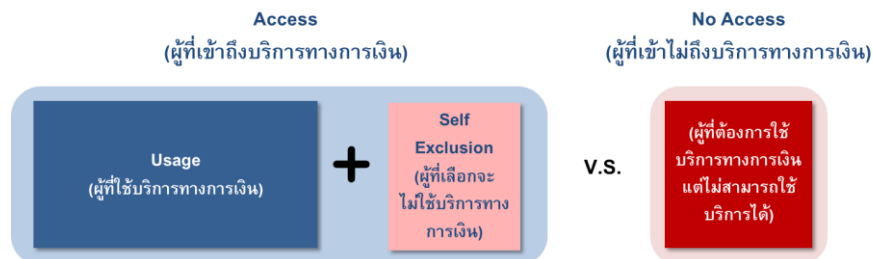 Access
(ผู้ที่เข้าถึงบริการทางการเงิน)
No Access
(ผู้ที่เข้าไม่ถึงบริการทางการเงิน)
Usage
(ผู้ที่ใช้บริการทางการเงิน)
+
Self
Exclusion
(ผู้ที่เลือกจะ
ไม่ใช้บริการทาง
การเงิน)
V.S.
(ผู้ที่ต้องการใช้
บริการทางการเงิน
แต่ไม่สามารถใช้
บริการได้)